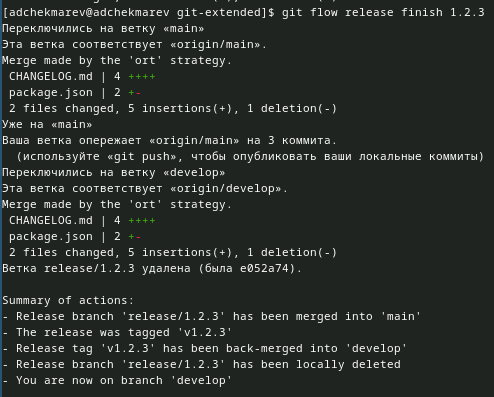 [adchekmarev@adchekmarev git-extended]$ git flow release finish 1.2.3
Переключились на ветку «main»
Эта ветка соответствует «origin/main».
Merge made by the 'ort' strategy.
 CHANGELOG.md | 4 ++++
 package.json | 2 +-
 2 files changed, 5 insertions(+), 1 deletion(-)
Уже на «main»
Ваша ветка опережает «origin/main» на 3 коммита.
  (используйте «git push», чтобы опубликовать ваши локальные коммиты)
Переключились на ветку «develop»
Эта ветка соответствует «origin/develop».
Merge made by the 'ort' strategy.
 CHANGELOG.md | 4 ++++
 package.json | 2 +-
 2 files changed, 5 insertions(+), 1 deletion(-)
Ветка release/1.2.3 удалена (была e052a74).

Summary of actions:
- Release branch 'release/1.2.3' has been merged into 'main'
- The release was tagged 'v1.2.3'
- Release tag 'v1.2.3' has been back-merged into 'develop'
- Release branch 'release/1.2.3' has been locally deleted
- You are now on branch 'develop'